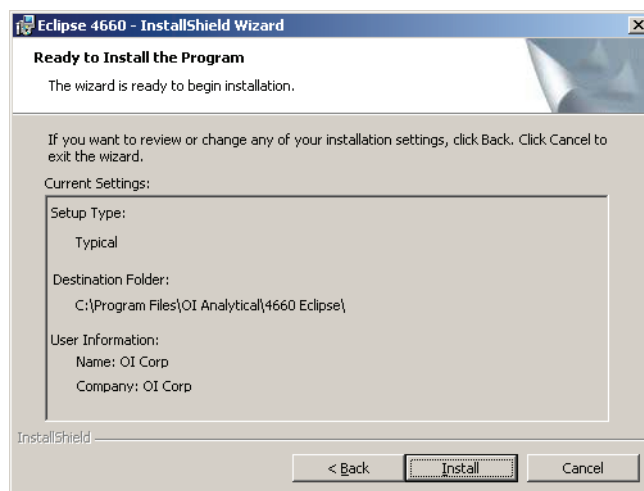 Eclipse 4660 - InstallShield Wizard
Ready to Install the Program
The wizard is ready to begin installation.
If you want to review or change any of your installation settings, click Back. Click Cancel to
exit the wizard.
Current Settings:
Setup Type:
Typical
Destination Folder:
C:\Program Files\OI Analytical\4660 Eclipse\
User Information:
Name: OI Corp
Company: OI Corp
InstallShield
< Back
Install
Cancel